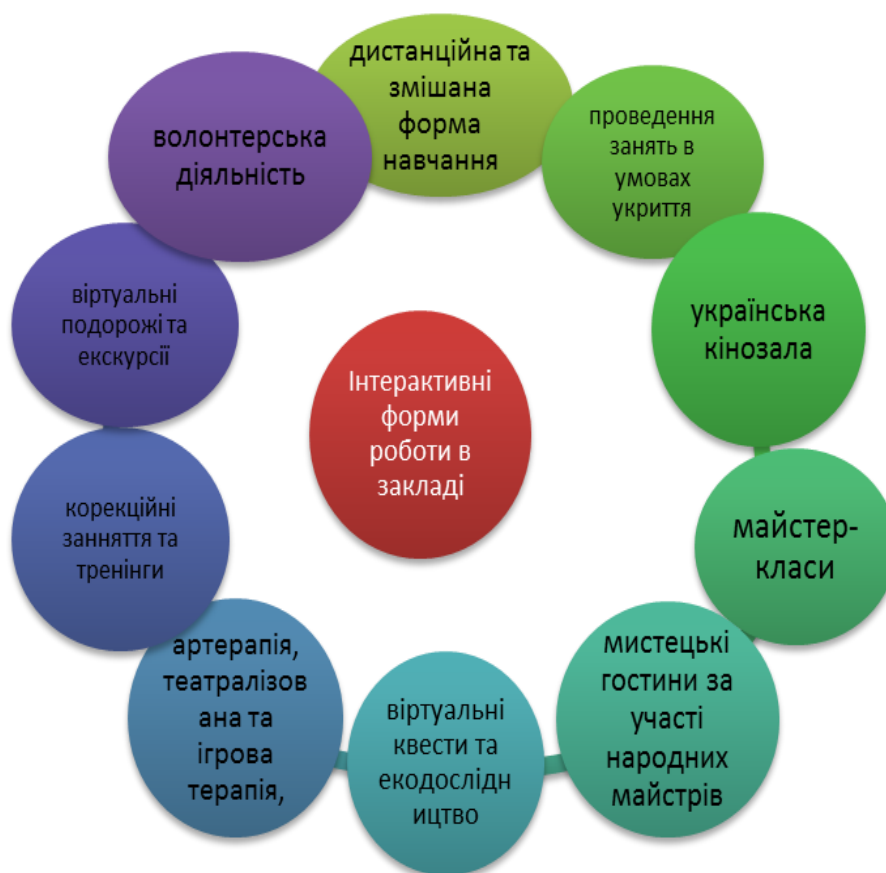 дистанційна та
змішана
форма
навчання
проведення
занять в
умовах
укриття
українська
кінозала
майстер-
класи
мистецькі
гостини за
участі
народних
майстрів
віртуальні
квести та
екодослідн
ицтво
артерапія,
театралізов
ана та
ігрова
терапія,
корекційні
занняття та
тренінги
віртуальні
подорожі та
екскурсії
волонтерська
діяльність
Інтерактивні
форми
роботи в
закладі